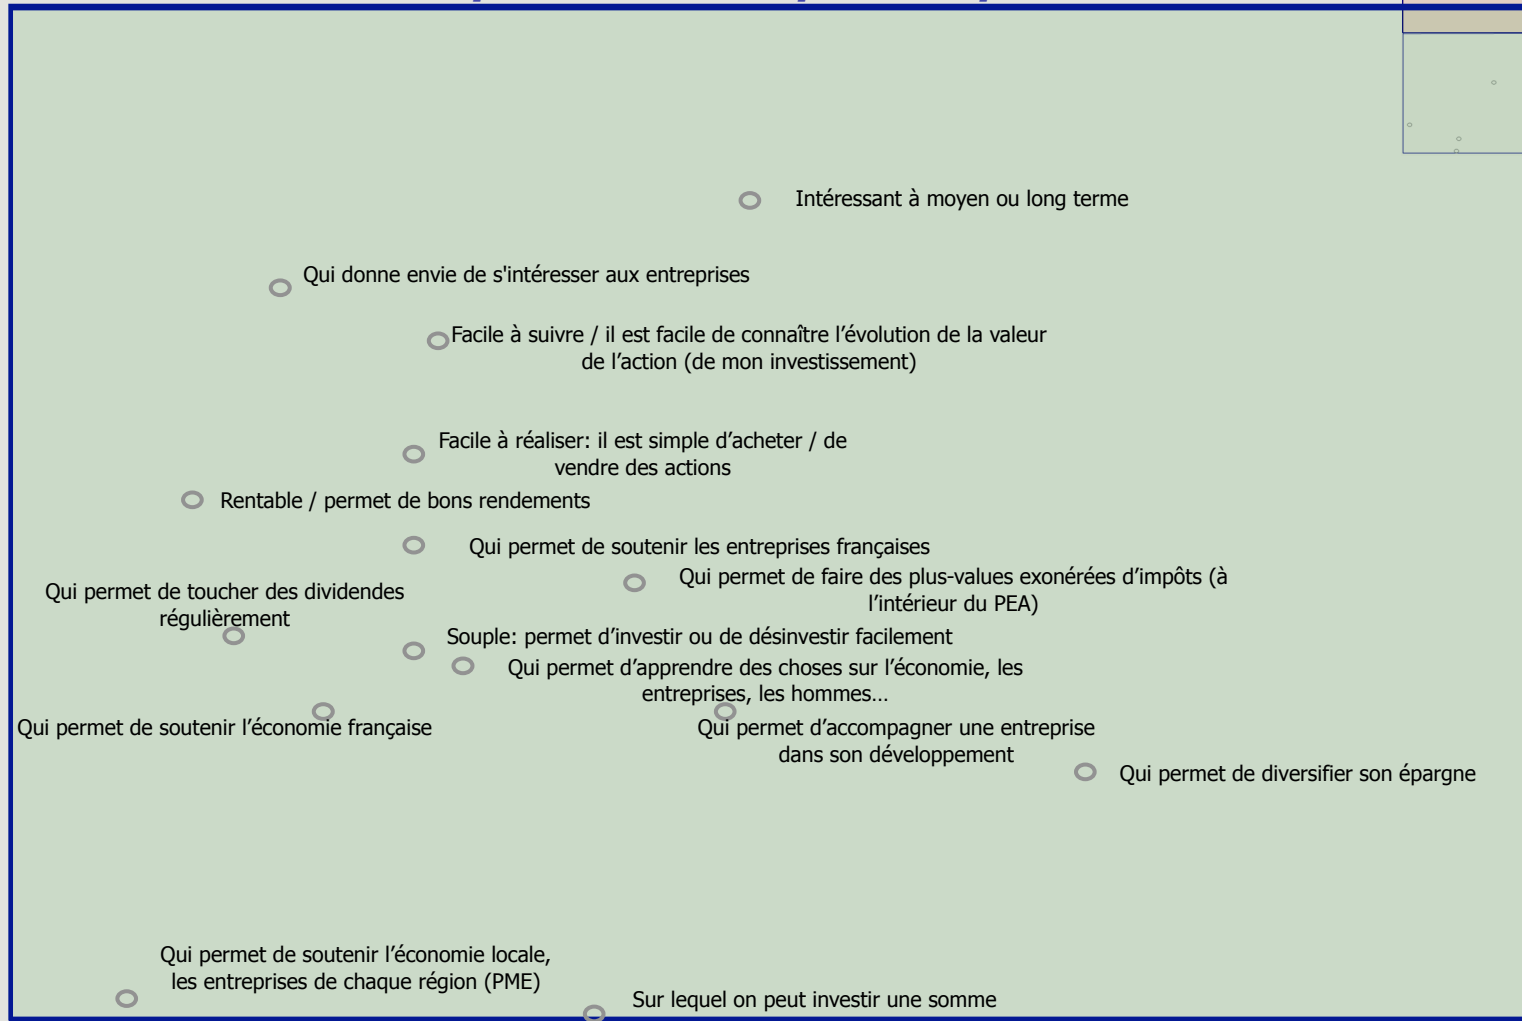 Intéressant à moyen ou long terme
Qui donne envie de s'intéresser aux entreprises
Facile à suivre / il est facile de connaître l’évolution de la valeur
de l’action (de mon investissement)
Facile à réaliser: il est simple d’acheter / de
vendre des actions
Rentable / permet de bons rendements
Qui permet de soutenir les entreprises françaises
Qui permet de faire des plus-values exonérées d’impôts (à
l’intérieur du PEA)
Qui permet de toucher des dividendes
régulièrement
Souple: permet d’investir ou de désinvestir facilement
Qui permet d’apprendre des choses sur l’économie, les
entreprises, les hommes…
Qui permet de soutenir l’économie française
Qui permet d’accompagner une entreprise
dans son développement
Qui permet de diversifier son épargne
Qui permet de soutenir l’économie locale,
les entreprises de chaque région (PME)
Sur lequel on peut investir une somme